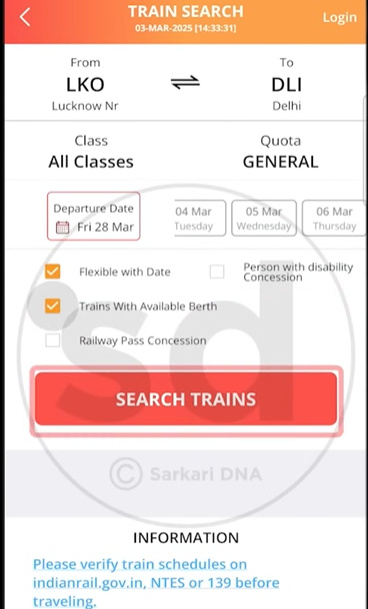 TRAIN SEARCH
Login
03-MAR-2025 [14:33:31]
From
To
LKO
DLI
Lucknow Nr
Delhi
Class
Quota
All Classes
GENERAL
Departure Date
Fri 28 Mar
04 Mar
Tuesday
05 Mar
Wednesday
06 Mar
Thursday
Flexible with Date
Person with disability
Concession
Trains With Available Berth
Railway Pass Concession
sd
SEARCH TRAINS
© Sarkari DNA
INFORMATION
Please verify train schedules on
indianrail.gov.in, NTES or 139 before
traveling.